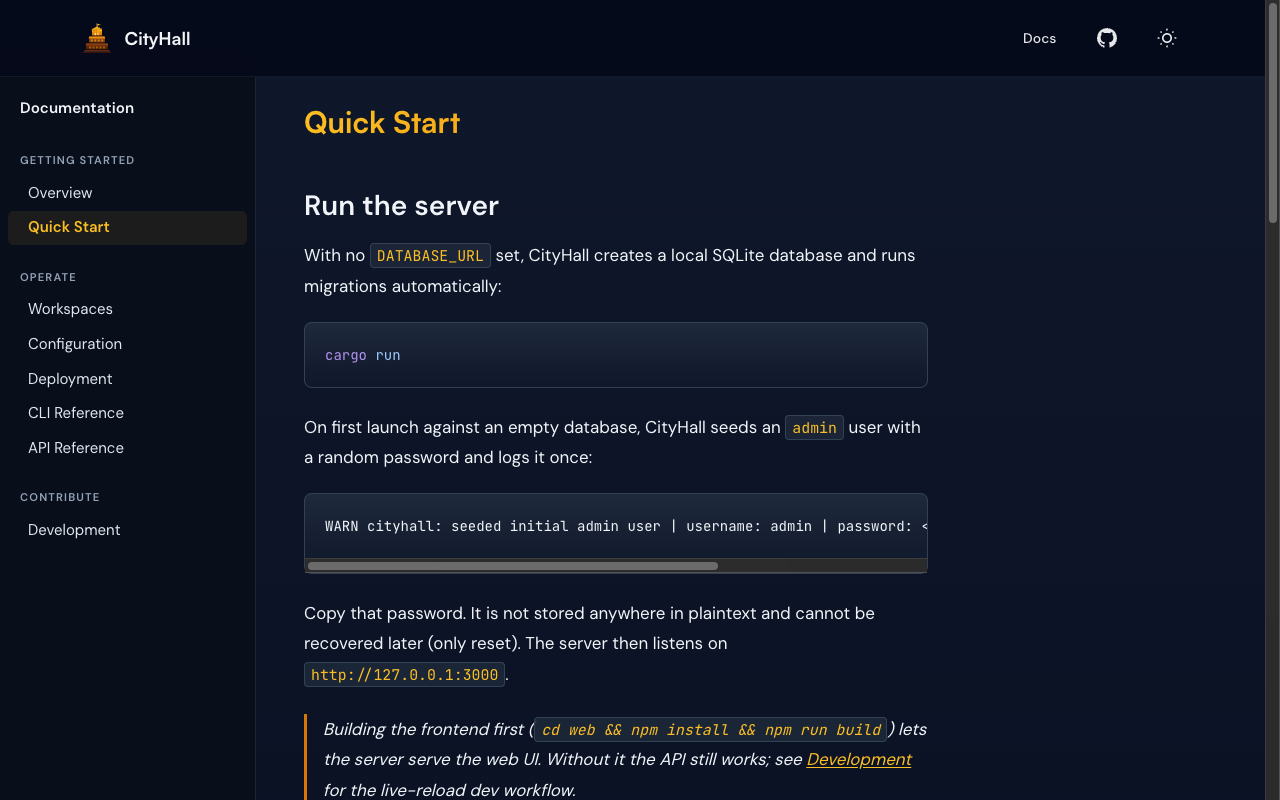 CityHall
Docs
Documentation
GETTING STARTED
Overview
Quick Start
OPERATE
Workspaces
Configuration
Deployment
CLI Reference
API Reference
CONTRIBUTE
Development
Quick Start
Run the server
With no DATABASE_URL set, CityHall creates a local SQLite database and runs
migrations automatically:
cargo run
On first launch against an empty database, CityHall seeds an admin user with
a random password and logs it once:
WARN cityhall: seeded initial admin user | username: admin | password: <
Copy that password. It is not stored anywhere in plaintext and cannot be
recovered later (only reset). The server then listens on
http://127.0.0.1:3000.
Building the frontend first (cd web && npm install && npm run build) lets
the server serve the web UI. Without it the API still works; see Development
for the live-reload dev workflow.